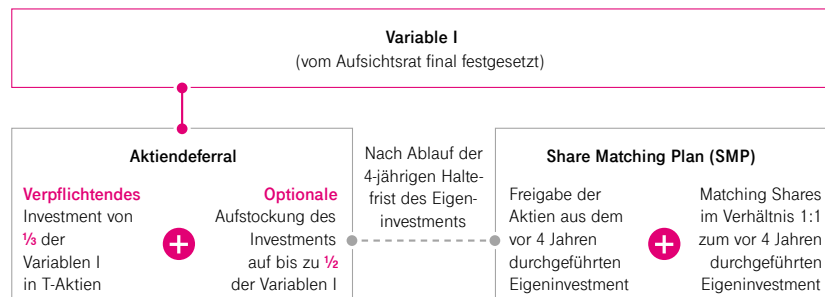 Variable I
(vom Aufsichtsrat final festgesetzt)
Aktiendeferral
Verpflichtendes
Investment von
⅓ der
Variablen I
in T-Aktien
+
Optionale
Aufstockung des
Investments
auf bis zu ½
der Variablen I
Nach Ablauf der
4-jährigen Halte-
frist des Eigen-
investments
Share Matching Plan (SMP)
Freigabe der
Aktien aus dem
vor 4 Jahren
durchgeführten
Eigeninvestment
+
Matching Shares
im Verhältnis 1:1
zum vor 4 Jahren
durchgeführten
Eigeninvestment